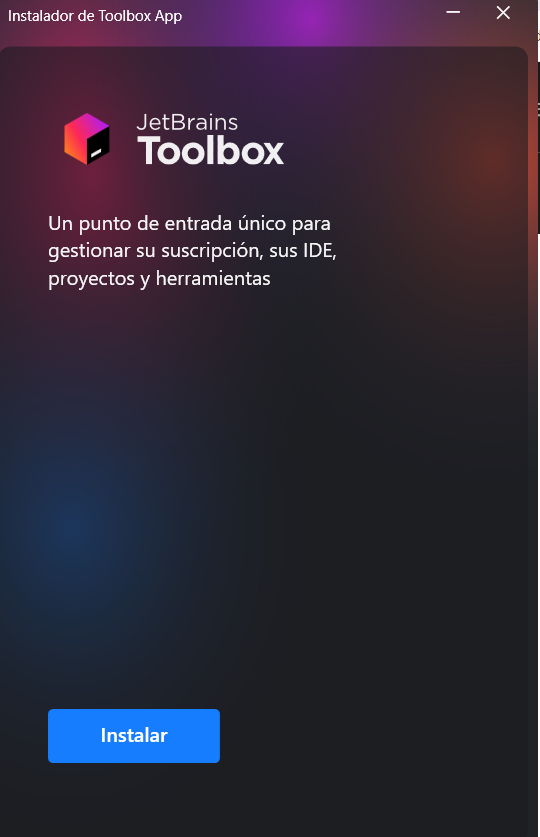 Instalador de Toolbox App
JetBrains
Toolbox
Un punto de entrada único para
gestionar su suscripción, sus IDE,
proyectos y herramientas
Instalar